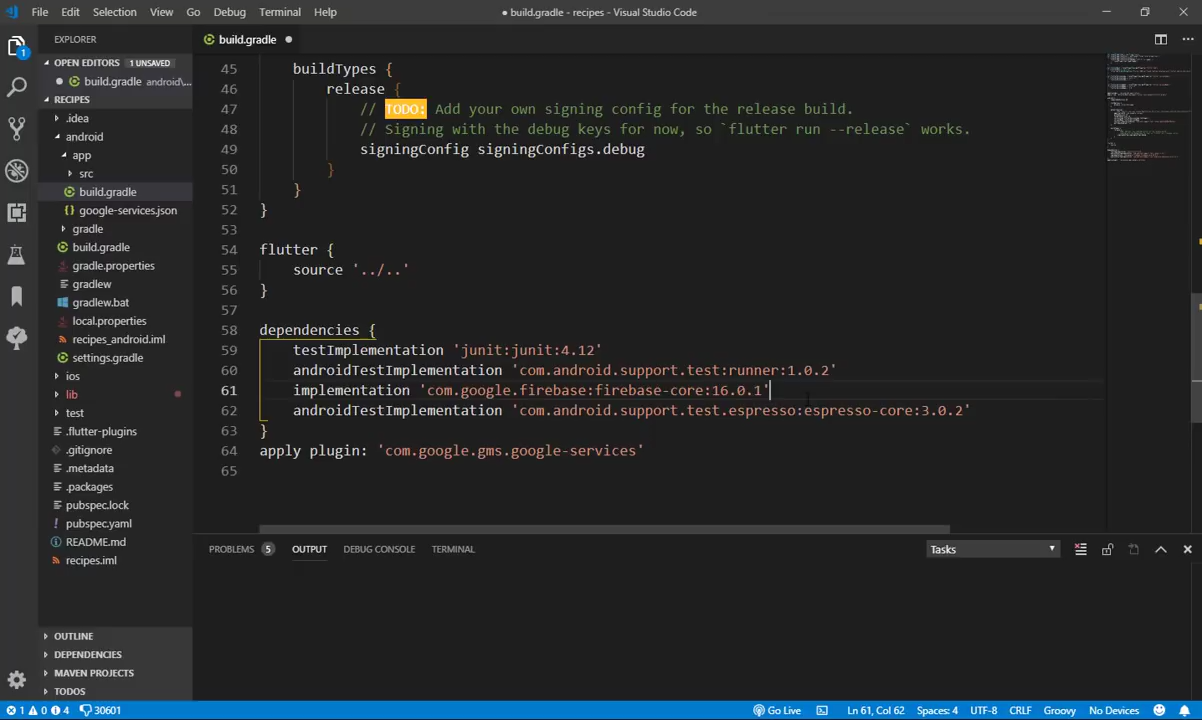 File Edit Selection View Go Debug Terminal Help
● build.gradle - recipes - Visual Studio Code
EXPLORER
1
OPEN EDITORS 1 UNSAVED
build.gradle android\...
RECIPES
.idea
android
app
src
build.gradle
google-services.json
gradle
build.gradle
gradle.properties
gradlew
gradlew.bat
local.properties
recipes_android.iml
settings.gradle
ios
lib
test
.flutter-plugins
.gitignore
.metadata
.packages
pubspec.lock
pubspec.yaml
README.md
recipes.iml
OUTLINE
DEPENDENCIES
MAVEN PROJECTS
TODOS
build.gradle
45 buildTypes {
46 release {
47 // TODO: Add your own signing config for the release build.
48 // Signing with the debug keys for now, so `flutter run --release` works.
49 signingConfig signingConfigs.debug
50 }
51 }
52 }
53
54 flutter {
55 source '../..'
56 }
57
58 dependencies {
59 testImplementation 'junit:junit:4.12'
60 androidTestImplementation 'com.android.support.test:runner:1.0.2'
61 implementation 'com.google.firebase:firebase-core:16.0.1'
62 androidTestImplementation 'com.android.support.test.espresso:espresso-core:3.0.2'
63 }
64 apply plugin: 'com.google.gms.google-services'
65
PROBLEMS 5 OUTPUT DEBUG CONSOLE TERMINAL
Tasks
1 0 4 30601
Go Live Ln 61, Col 62 Spaces: 4 UTF-8 CRLF Groovy No Devices